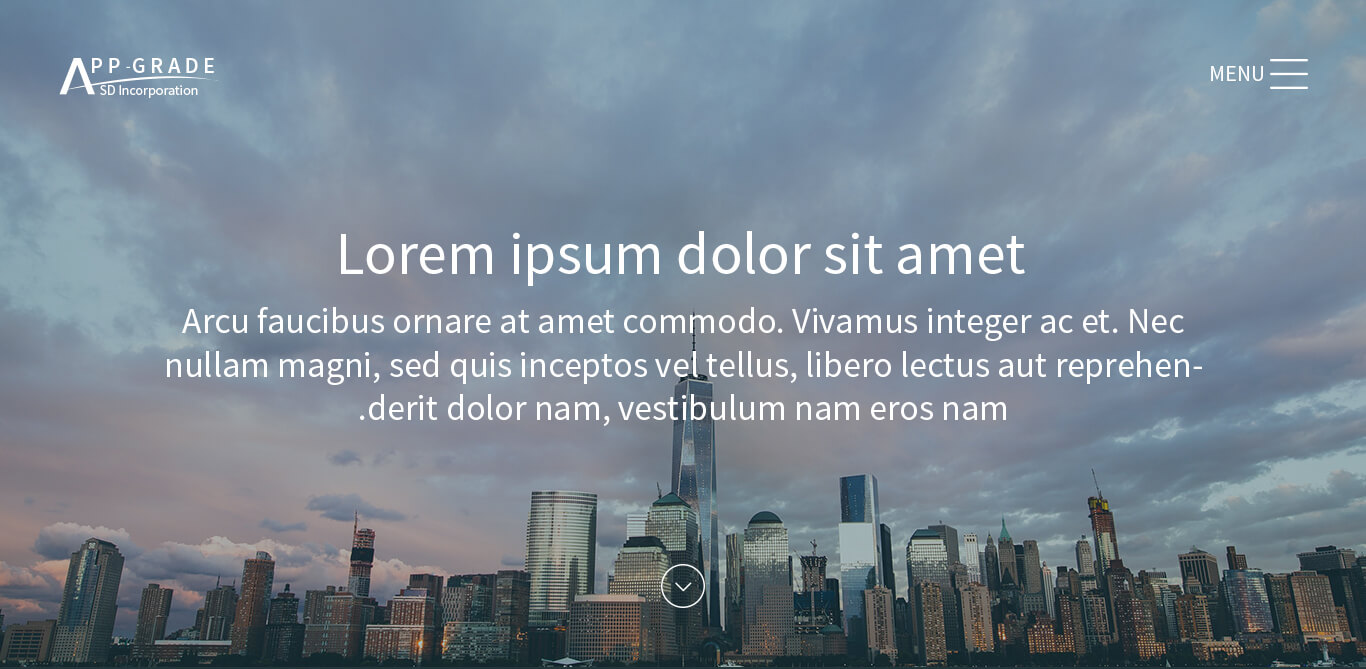 APP-GRADE
SD Incorporation
MENU
Lorem ipsum dolor sit amet
Arcu faucibus ornare at amet commodo. Vivamus integer ac et. Nec
nullam magni, sed quis inceptos vel tellus, libero lectus aut reprehen-
.derit dolor nam, vestibulum nam eros nam